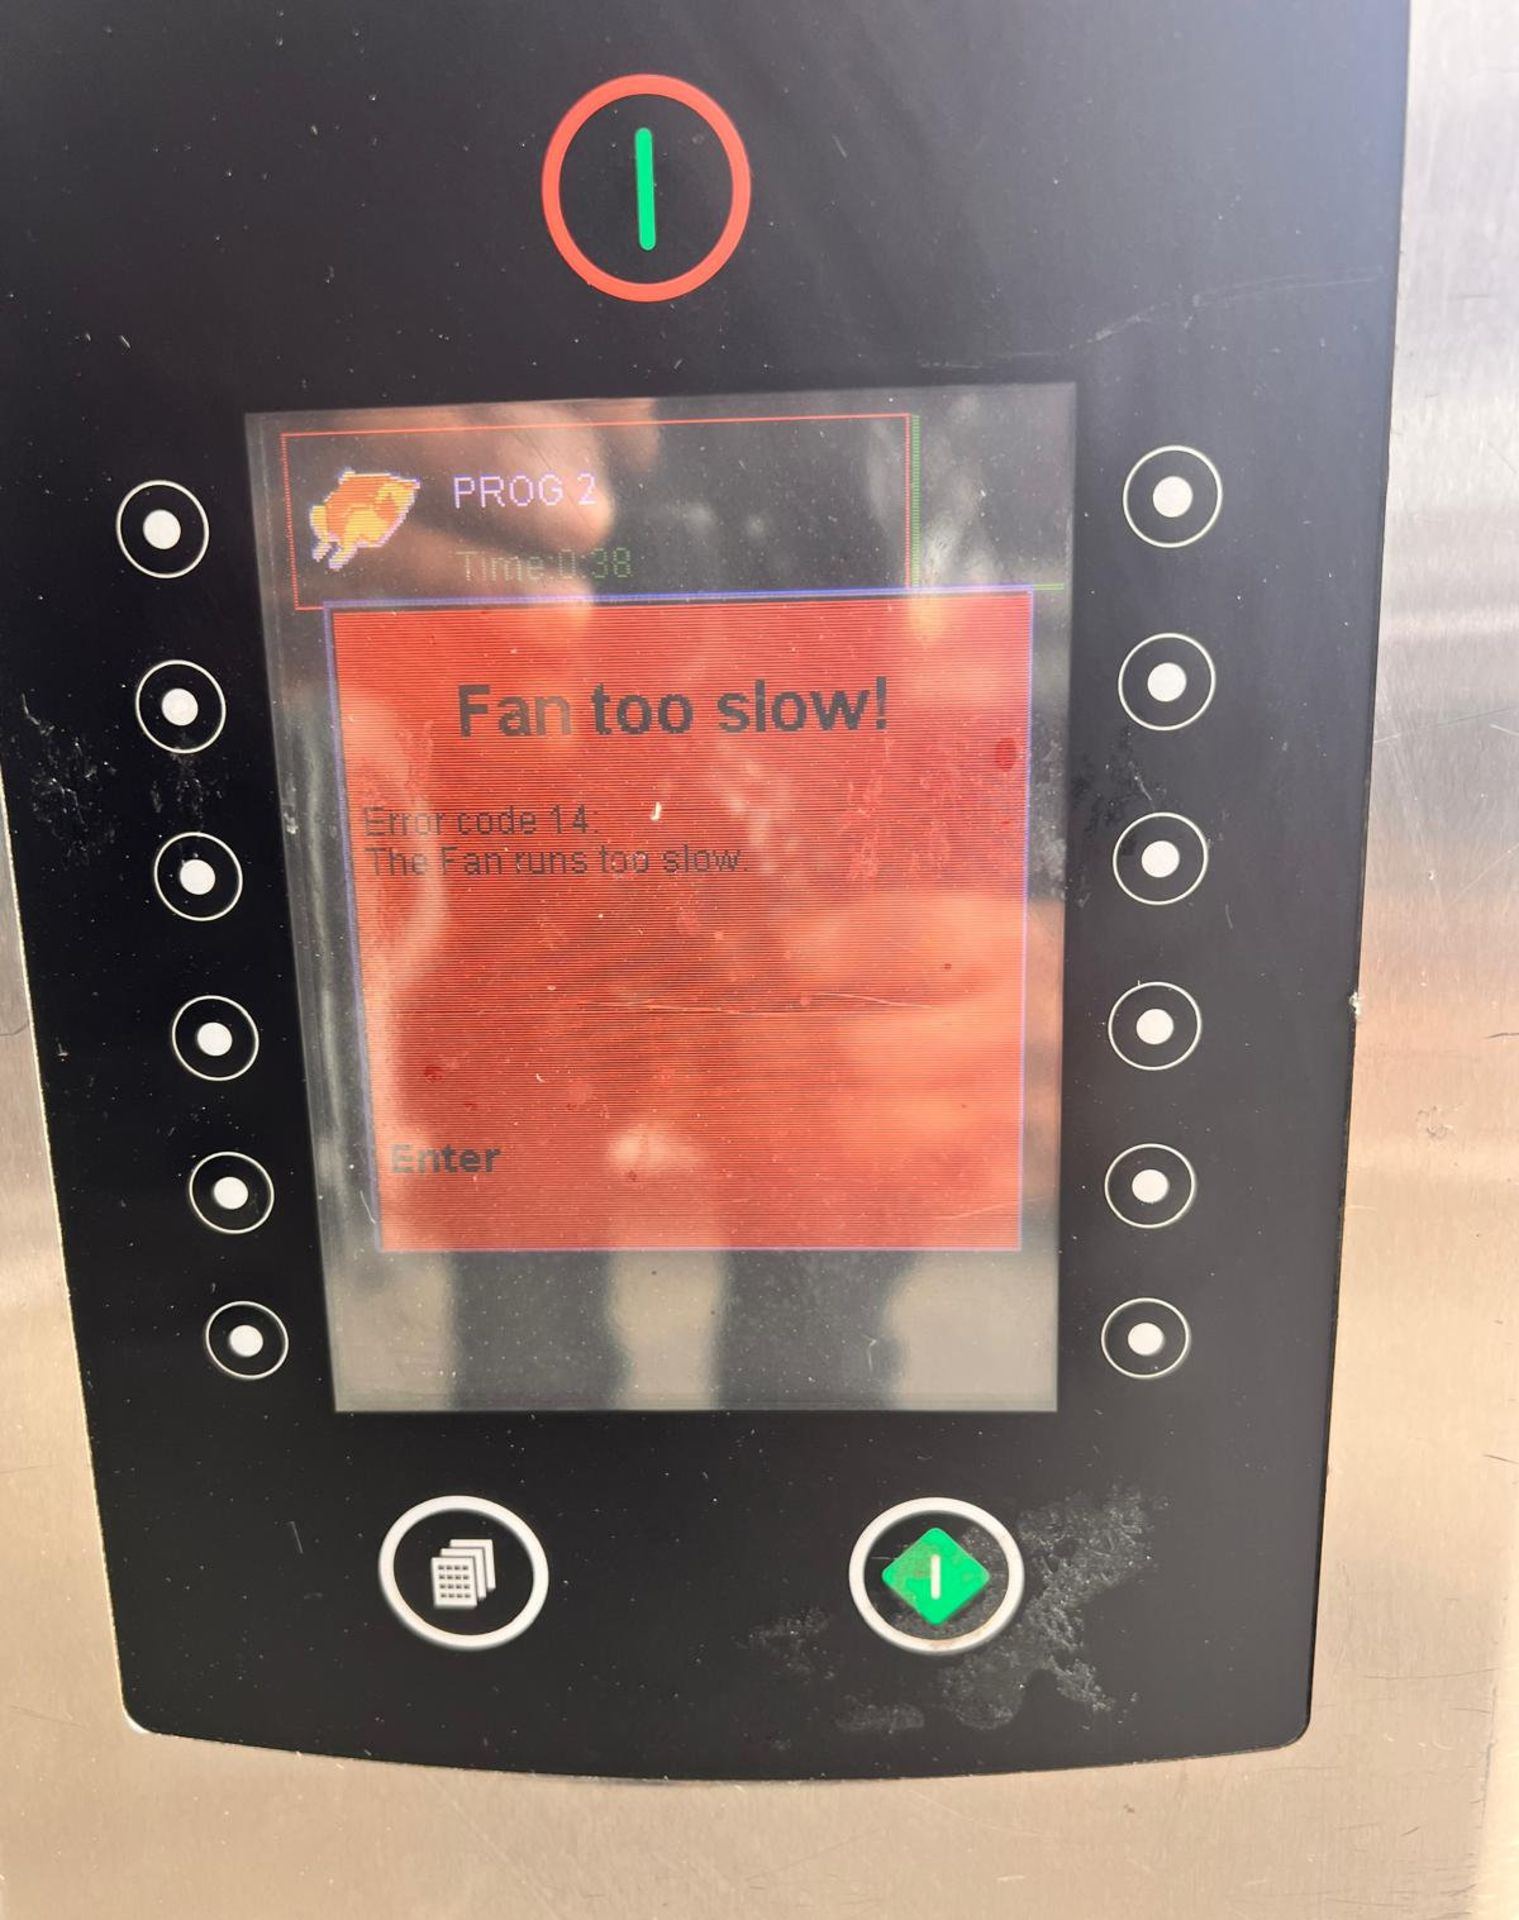 PROG 2
Time:0:38
Fan too slow!
Error code 14:
The Fan runs too slow.
Enter